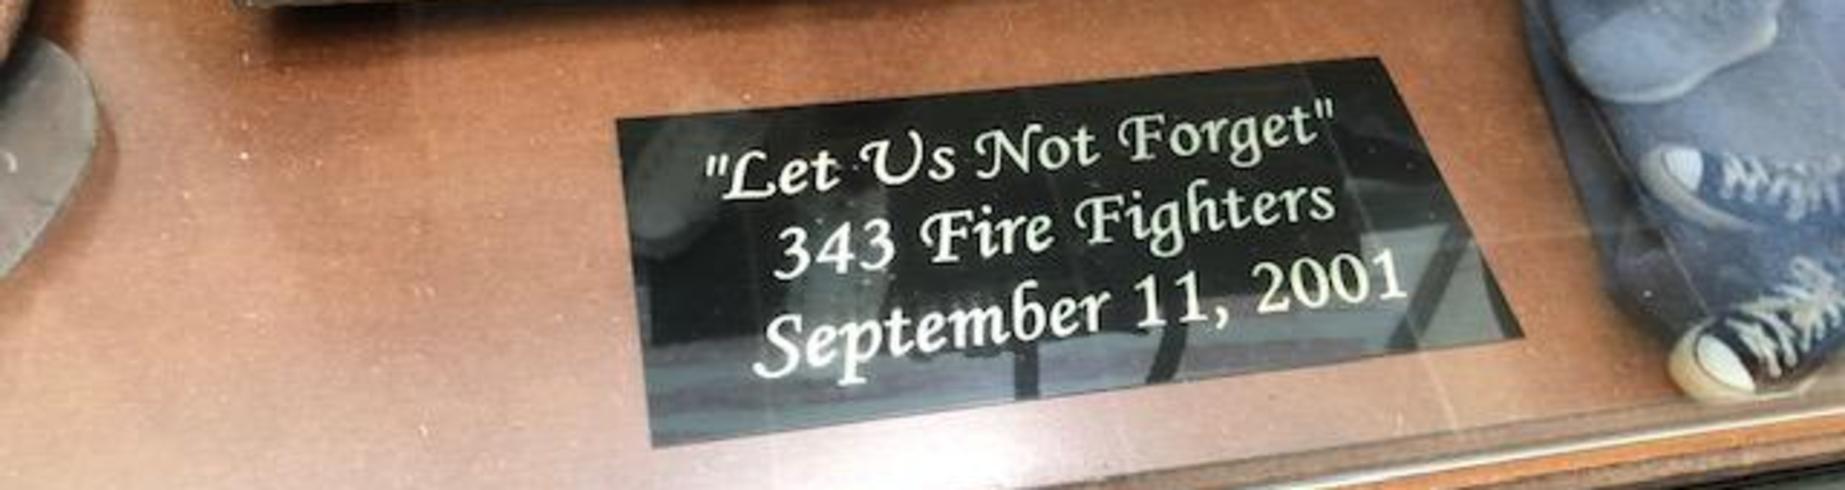 "Let Us Not Forget"
343 Fire Fighters
September 11, 2001